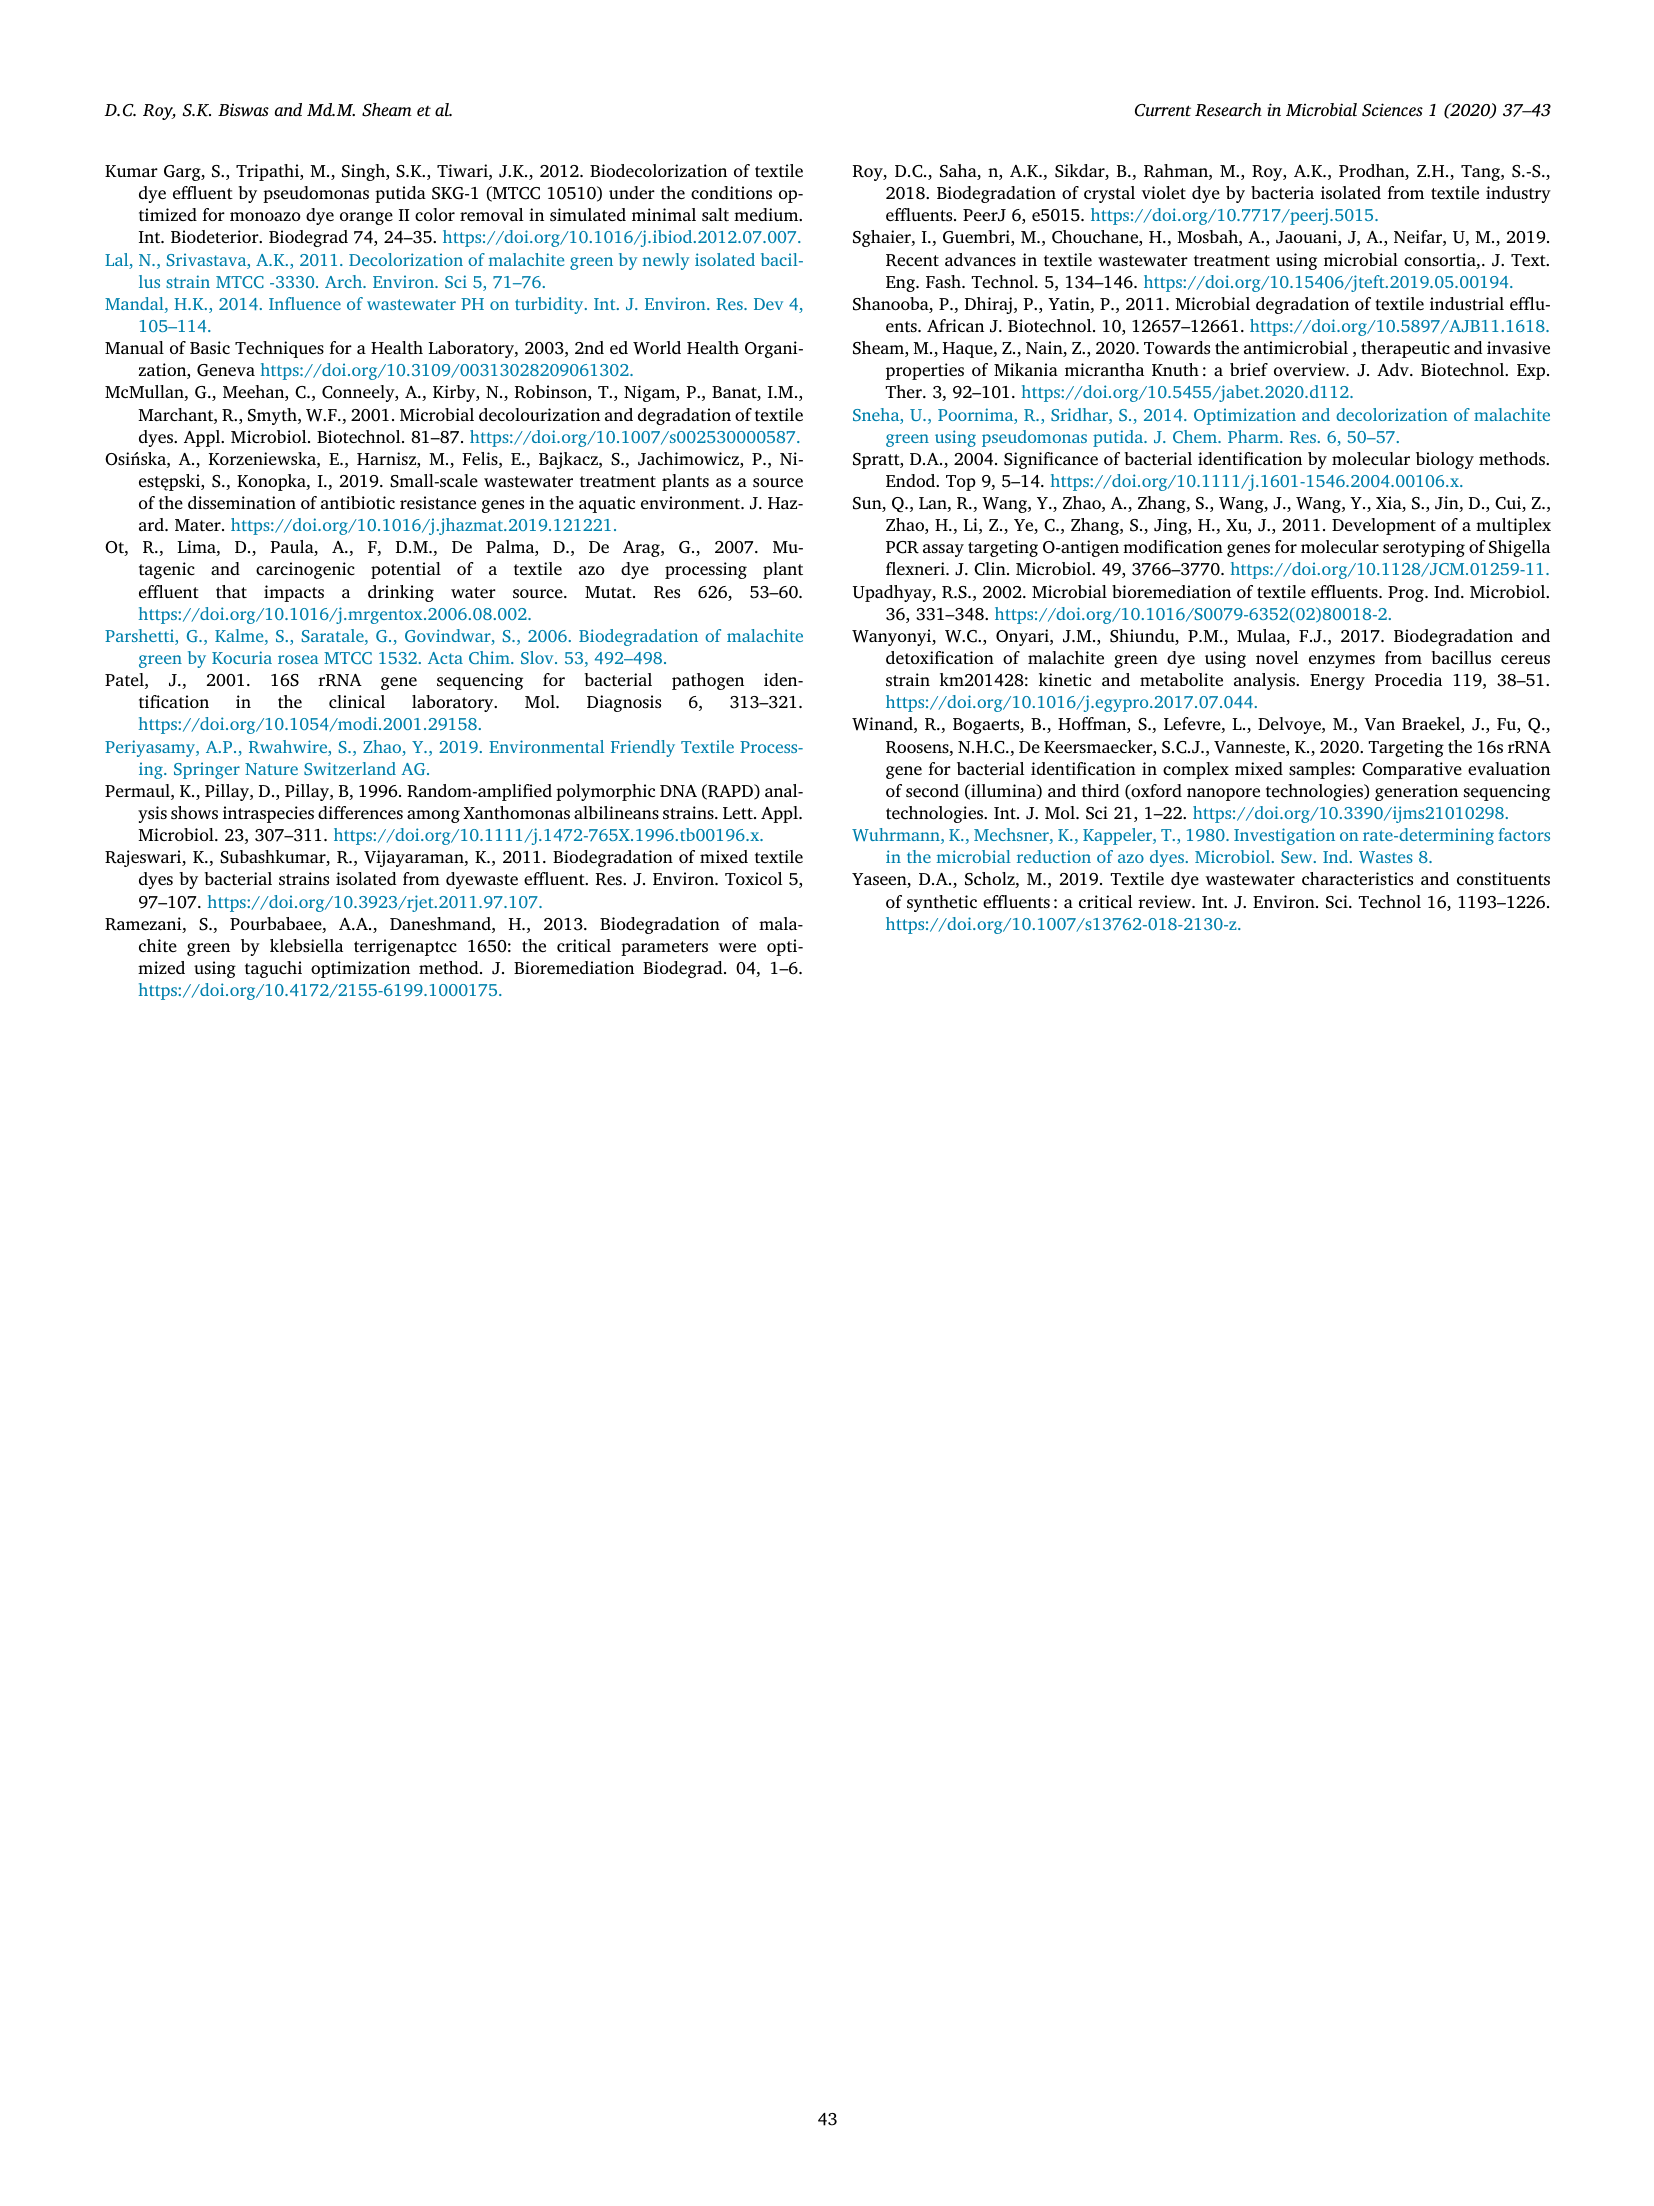 D.C. Roy, S.K. Biswas and Md.M. Sheam et al.
Current Research in Microbial Sciences 1 (2020) 37–43
Kumar Garg, S., Tripathi, M., Singh, S.K., Tiwari, J.K., 2012. Biodecolorization of textile
dye effluent by pseudomonas putida SKG-1 (MTCC 10510) under the conditions op-
timized for monoazo dye orange II color removal in simulated minimal salt medium.
Int. Biodeterior. Biodegrad 74, 24–35. https://doi.org/10.1016/j.ibiod.2012.07.007.
Lal, N., Srivastava, A.K., 2011. Decolorization of malachite green by newly isolated bacil-
lus strain MTCC -3330. Arch. Environ. Sci 5, 71–76.
Mandal, H.K., 2014. Influence of wastewater PH on turbidity. Int. J. Environ. Res. Dev 4,
105–114.
Manual of Basic Techniques for a Health Laboratory, 2003, 2nd ed World Health Organi-
zation, Geneva https://doi.org/10.3109/00313028209061302.
McMullan, G., Meehan, C., Conneely, A., Kirby, N., Robinson, T., Nigam, P., Banat, I.M.,
Marchant, R., Smyth, W.F., 2001. Microbial decolourization and degradation of textile
dyes. Appl. Microbiol. Biotechnol. 81–87. https://doi.org/10.1007/s002530000587.
Osińska, A., Korzeniewska, E., Harnisz, M., Felis, E., Bajkacz, S., Jachimowicz, P., Ni-
estępski, S., Konopka, I., 2019. Small-scale wastewater treatment plants as a source
of the dissemination of antibiotic resistance genes in the aquatic environment. J. Haz-
ard. Mater. https://doi.org/10.1016/j.jhazmat.2019.121221.
Ot, R., Lima, D., Paula, A., F, D.M., De Palma, D., De Arag, G., 2007. Mu-
tagenic and carcinogenic potential of a textile azo dye processing plant
effluent that impacts a drinking water source. Mutat. Res 626, 53–60.
https://doi.org/10.1016/j.mrgentox.2006.08.002.
Parshetti, G., Kalme, S., Saratale, G., Govindwar, S., 2006. Biodegradation of malachite
green by Kocuria rosea MTCC 1532. Acta Chim. Slov. 53, 492–498.
Patel, J., 2001. 16S rRNA gene sequencing for bacterial pathogen iden-
tification in the clinical laboratory. Mol. Diagnosis 6, 313–321.
https://doi.org/10.1054/modi.2001.29158.
Periyasamy, A.P., Rwahwire, S., Zhao, Y., 2019. Environmental Friendly Textile Process-
ing. Springer Nature Switzerland AG.
Permaul, K., Pillay, D., Pillay, B, 1996. Random-amplified polymorphic DNA (RAPD) anal-
ysis shows intraspecies differences among Xanthomonas albilineans strains. Lett. Appl.
Microbiol. 23, 307–311. https://doi.org/10.1111/j.1472-765X.1996.tb00196.x.
Rajeswari, K., Subashkumar, R., Vijayaraman, K., 2011. Biodegradation of mixed textile
dyes by bacterial strains isolated from dyewaste effluent. Res. J. Environ. Toxicol 5,
97–107. https://doi.org/10.3923/rjet.2011.97.107.
Ramezani, S., Pourbabaee, A.A., Daneshmand, H., 2013. Biodegradation of mala-
chite green by klebsiella terrigenaptcc 1650: the critical parameters were opti-
mized using taguchi optimization method. J. Bioremediation Biodegrad. 04, 1–6.
https://doi.org/10.4172/2155-6199.1000175.
Roy, D.C., Saha, n, A.K., Sikdar, B., Rahman, M., Roy, A.K., Prodhan, Z.H., Tang, S.-S.,
2018. Biodegradation of crystal violet dye by bacteria isolated from textile industry
effluents. PeerJ 6, e5015. https://doi.org/10.7717/peerj.5015.
Sghaier, I., Guembri, M., Chouchane, H., Mosbah, A., Jaouani, J, A., Neifar, U, M., 2019.
Recent advances in textile wastewater treatment using microbial consortia,. J. Text.
Eng. Fash. Technol. 5, 134–146. https://doi.org/10.15406/jteft.2019.05.00194.
Shanooba, P., Dhiraj, P., Yatin, P., 2011. Microbial degradation of textile industrial efflu-
ents. African J. Biotechnol. 10, 12657–12661. https://doi.org/10.5897/AJB11.1618.
Sheam, M., Haque, Z., Nain, Z., 2020. Towards the antimicrobial , therapeutic and invasive
properties of Mikania micrantha Knuth : a brief overview. J. Adv. Biotechnol. Exp.
Ther. 3, 92–101. https://doi.org/10.5455/jabet.2020.d112.
Sneha, U., Poornima, R., Sridhar, S., 2014. Optimization and decolorization of malachite
green using pseudomonas putida. J. Chem. Pharm. Res. 6, 50–57.
Spratt, D.A., 2004. Significance of bacterial identification by molecular biology methods.
Endod. Top 9, 5–14. https://doi.org/10.1111/j.1601-1546.2004.00106.x.
Sun, Q., Lan, R., Wang, Y., Zhao, A., Zhang, S., Wang, J., Wang, Y., Xia, S., Jin, D., Cui, Z.,
Zhao, H., Li, Z., Ye, C., Zhang, S., Jing, H., Xu, J., 2011. Development of a multiplex
PCR assay targeting O-antigen modification genes for molecular serotyping of Shigella
flexneri. J. Clin. Microbiol. 49, 3766–3770. https://doi.org/10.1128/JCM.01259-11.
Upadhyay, R.S., 2002. Microbial bioremediation of textile effluents. Prog. Ind. Microbiol.
36, 331–348. https://doi.org/10.1016/S0079-6352(02)80018-2.
Wanyonyi, W.C., Onyari, J.M., Shiundu, P.M., Mulaa, F.J., 2017. Biodegradation and
detoxification of malachite green dye using novel enzymes from bacillus cereus
strain km201428: kinetic and metabolite analysis. Energy Procedia 119, 38–51.
https://doi.org/10.1016/j.egypro.2017.07.044.
Winand, R., Bogaerts, B., Hoffman, S., Lefevre, L., Delvoye, M., Van Braekel, J., Fu, Q.,
Roosens, N.H.C., De Keersmaecker, S.C.J., Vanneste, K., 2020. Targeting the 16s rRNA
gene for bacterial identification in complex mixed samples: Comparative evaluation
of second (illumina) and third (oxford nanopore technologies) generation sequencing
technologies. Int. J. Mol. Sci 21, 1–22. https://doi.org/10.3390/ijms21010298.
Wuhrmann, K., Mechsner, K., Kappeler, T., 1980. Investigation on rate-determining factors
in the microbial reduction of azo dyes. Microbiol. Sew. Ind. Wastes 8.
Yaseen, D.A., Scholz, M., 2019. Textile dye wastewater characteristics and constituents
of synthetic effluents : a critical review. Int. J. Environ. Sci. Technol 16, 1193–1226.
https://doi.org/10.1007/s13762-018-2130-z.
43